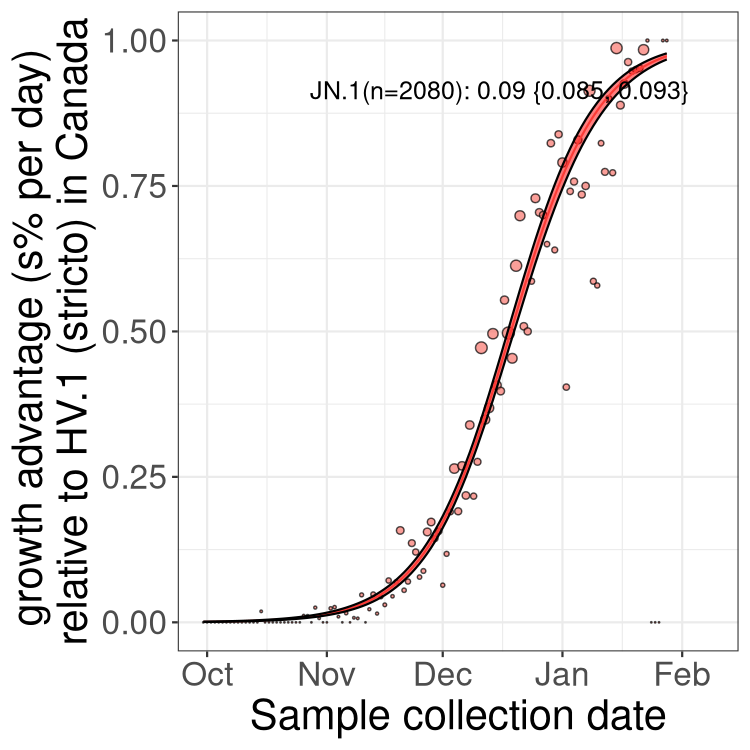 growth advantage (s% per day)
relative to HV.1 (stricto) in Canada
1.00
0.75
0.50
0.25
0.00
JN.1(n=2080): 0.09 {0.085, 0.093}
Oct Nov Dec Jan Feb
Sample collection date